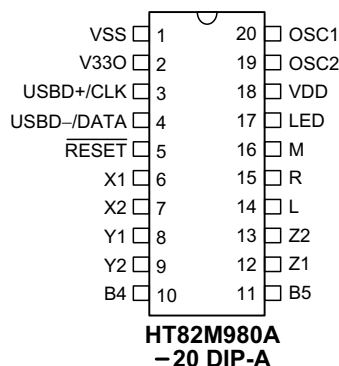 VSS 1 20 OSC1
V33O 2 19 OSC2
USBD+/CLK 3 18 VDD
USBD–/DATA 4 17 LED
RESET 5 16 M
X1 6 15 R
X2 7 14 L
Y1 8 13 Z2
Y2 9 12 Z1
B4 10 11 B5
HT82M980A
–20 DIP-A